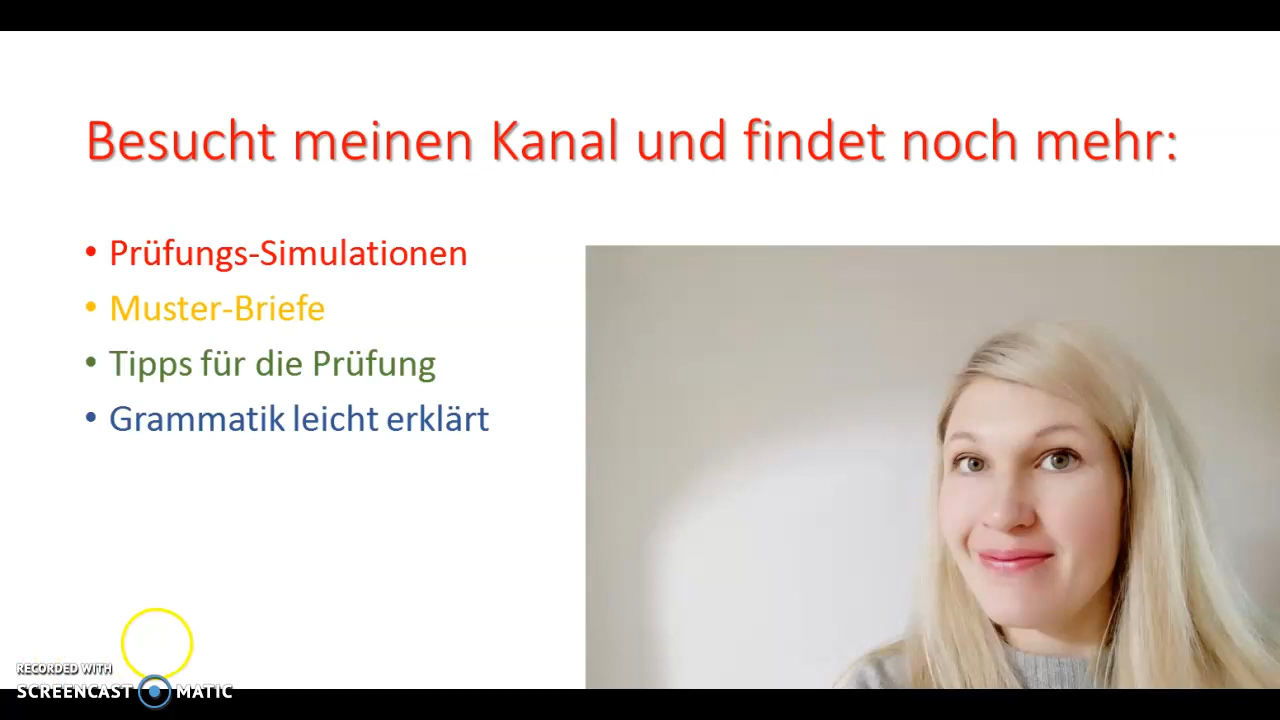 Besucht meinen Kanal und findet noch mehr:
• Prüfungs-Simulationen
• Muster-Briefe
• Tipps für die Prüfung
• Grammatik leicht erklärt
RECORDED WITH
SCREENCAST MATIC